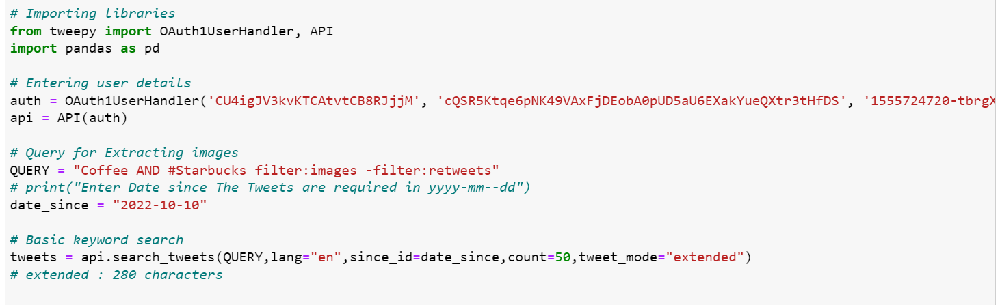 # Importing libraries
from tweepy import OAuth1UserHandler, API
import pandas as pd
# Entering user details
auth = OAuth1UserHandler('CU4igJV3kvKTCAtvtCB8RJjjM', 'cQSR5Ktqe6pNK49VAxFjDEobA0pUD5aU6EXakYueQXtr3tHfDS', '1555724720-tbrgX
api = API(auth)
# Query for Extracting images
QUERY = "Coffee AND #Starbucks filter:images -filter:retweets"
# print("Enter Date since The Tweets are required in yyyy-mm--dd")
date_since = "2022-10-10"
# Basic keyword search
tweets = api.search_tweets(QUERY,lang="en",since_id=date_since,count=50,tweet_mode="extended")
# extended : 280 characters